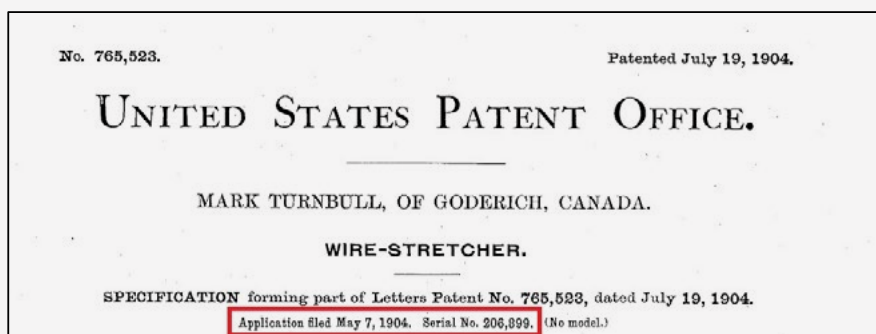 No. 765,523. Patented July 19, 1904.
UNITED STATES PATENT OFFICE.
MARK TURNBULL, OF GODERICH, CANADA.
WIRE-STRETCHER.
SPECIFICATION forming part of Letters Patent No. 765,523, dated July 19, 1904.
Application filed May 7, 1904. Serial No. 206,899. (No model.)